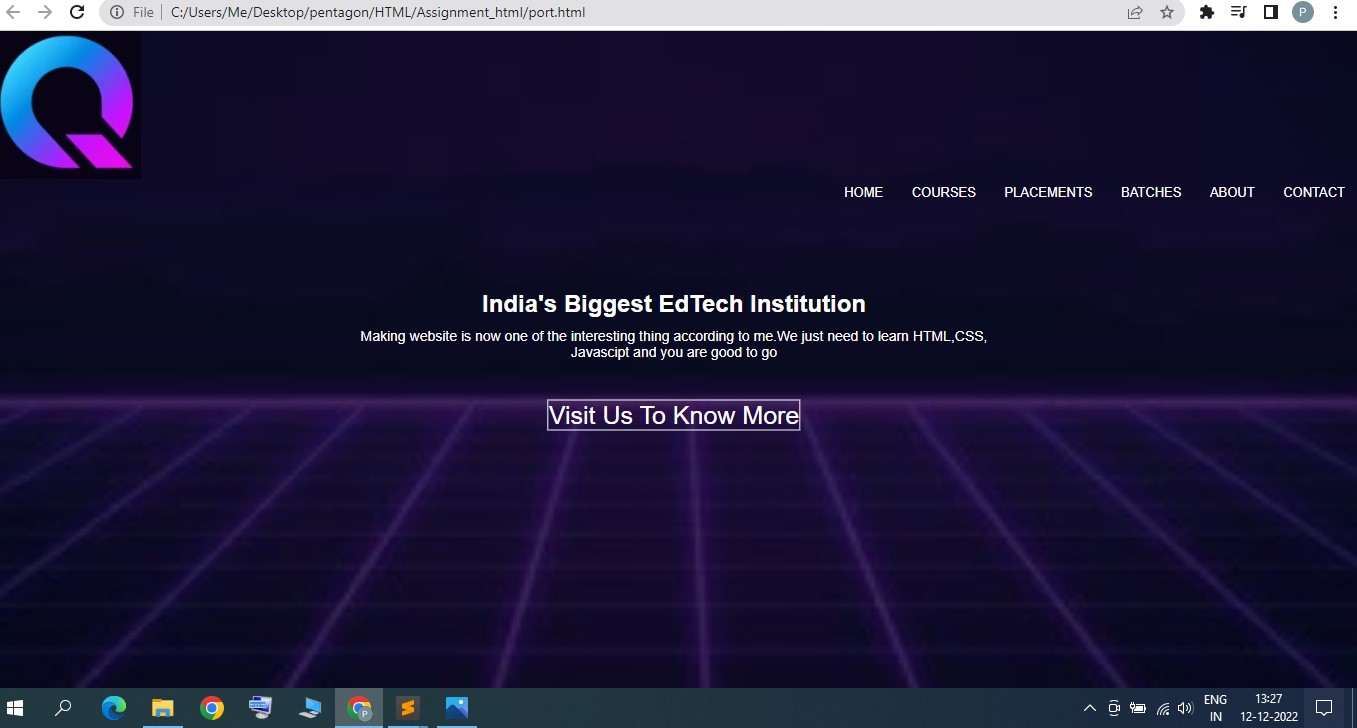 File C:/Users/Me/Desktop/pentagon/HTML/Assignment_html/port.html
P
HOME COURSES PLACEMENTS BATCHES ABOUT CONTACT
India's Biggest EdTech Institution
Making website is now one of the interesting thing according to me.We just need to learn HTML,CSS,
Javascipt and you are good to go
Visit Us To Know More
P
ENG
IN
13:27
12-12-2022